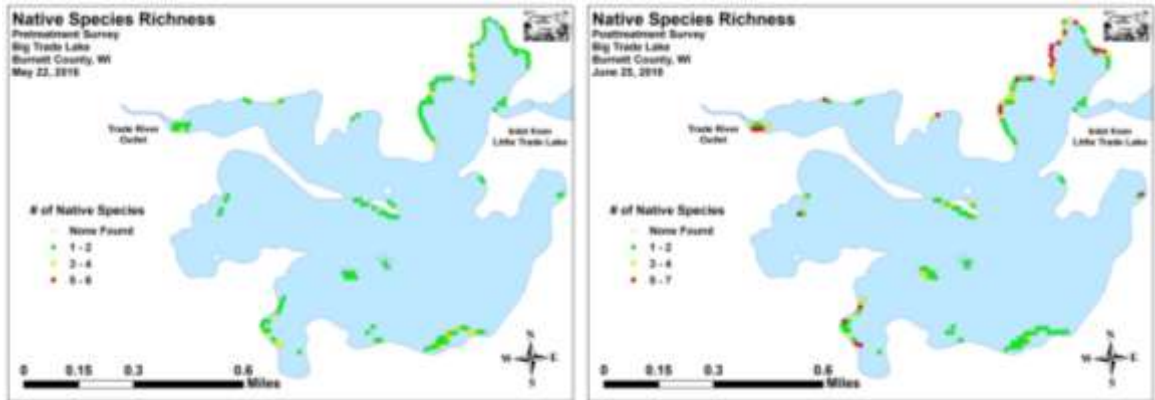 Native Species Richness
Pretreatment Survey
Big Trade Lake
Burnett County, WI
May 22, 2018
Trade River
Outlet
Inlet from
Little Trade Lake
# of Native Species
None Found
1 - 2
3 - 4
5 - 6
N
W
E
S
0 0.15 0.3 0.6
Miles
Native Species Richness
Posttreatment Survey
Big Trade Lake
Burnett County, WI
June 25, 2018
Trade River
Outlet
Inlet from
Little Trade Lake
# of Native Species
None Found
1 - 2
3 - 4
5 - 7
N
W
E
S
0 0.15 0.3 0.6
Miles